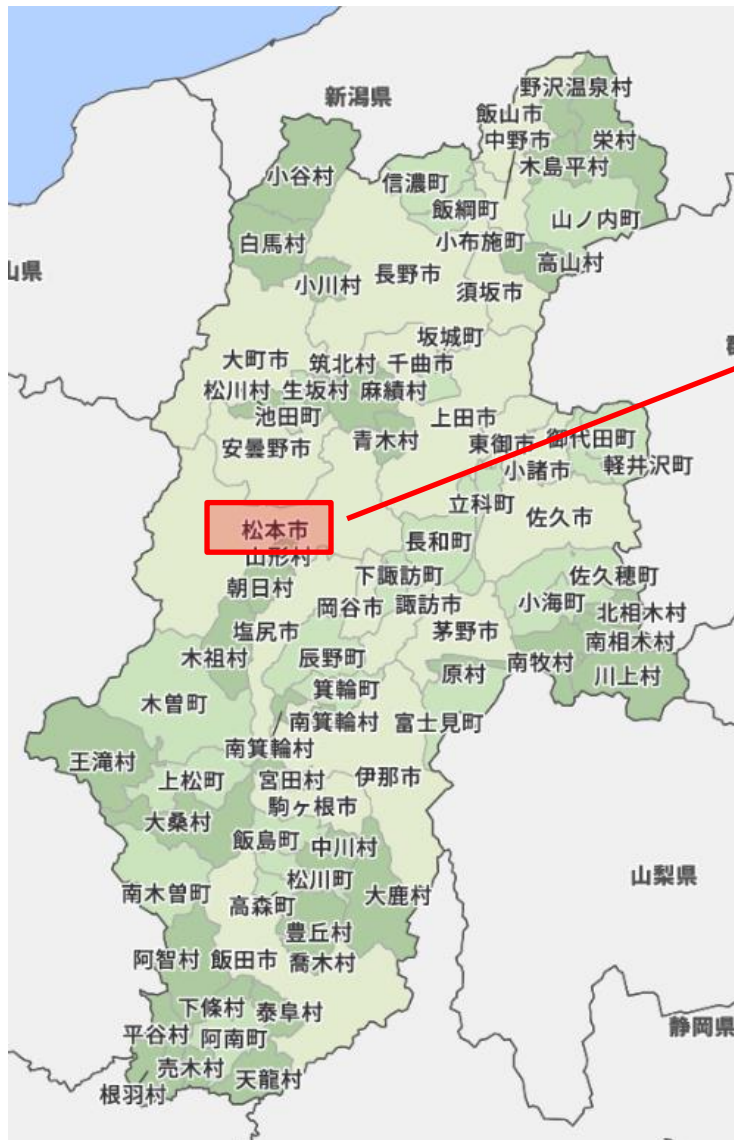 新潟県
野沢温泉村
飯山市
中野市
栄村
木島平村
小谷村
信濃町
飯綱町
山ノ内町
白馬村
小布施町
高山村
長野市
小川村
須坂市
山県
坂城町
大町市
筑北村
千曲市
松川村
生坂村
麻績村
池田町
上田市
安曇野市
青木村
東御市
御代田町
小諸市
軽井沢町
立科町
佐久市
松本市
長和町
山形村
朝日村
下諏訪町
佐久穂町
岡谷市
諏訪市
小海町
北相木村
塩尻市
茅野市
南相木村
木祖村
辰野町
原村
南牧村
川上村
箕輪町
木曽町
南箕輪村
富士見町
南箕輪村
王滝村
上松町
宮田村
伊那市
駒ヶ根市
大桑村
飯島町
中川村
松川町
南木曽町
大鹿村
山梨県
高森町
豊丘村
阿智村
飯田市
喬木村
下條村
泰阜村
平谷村
阿南町
静岡県
売木村
天龍村
根羽村